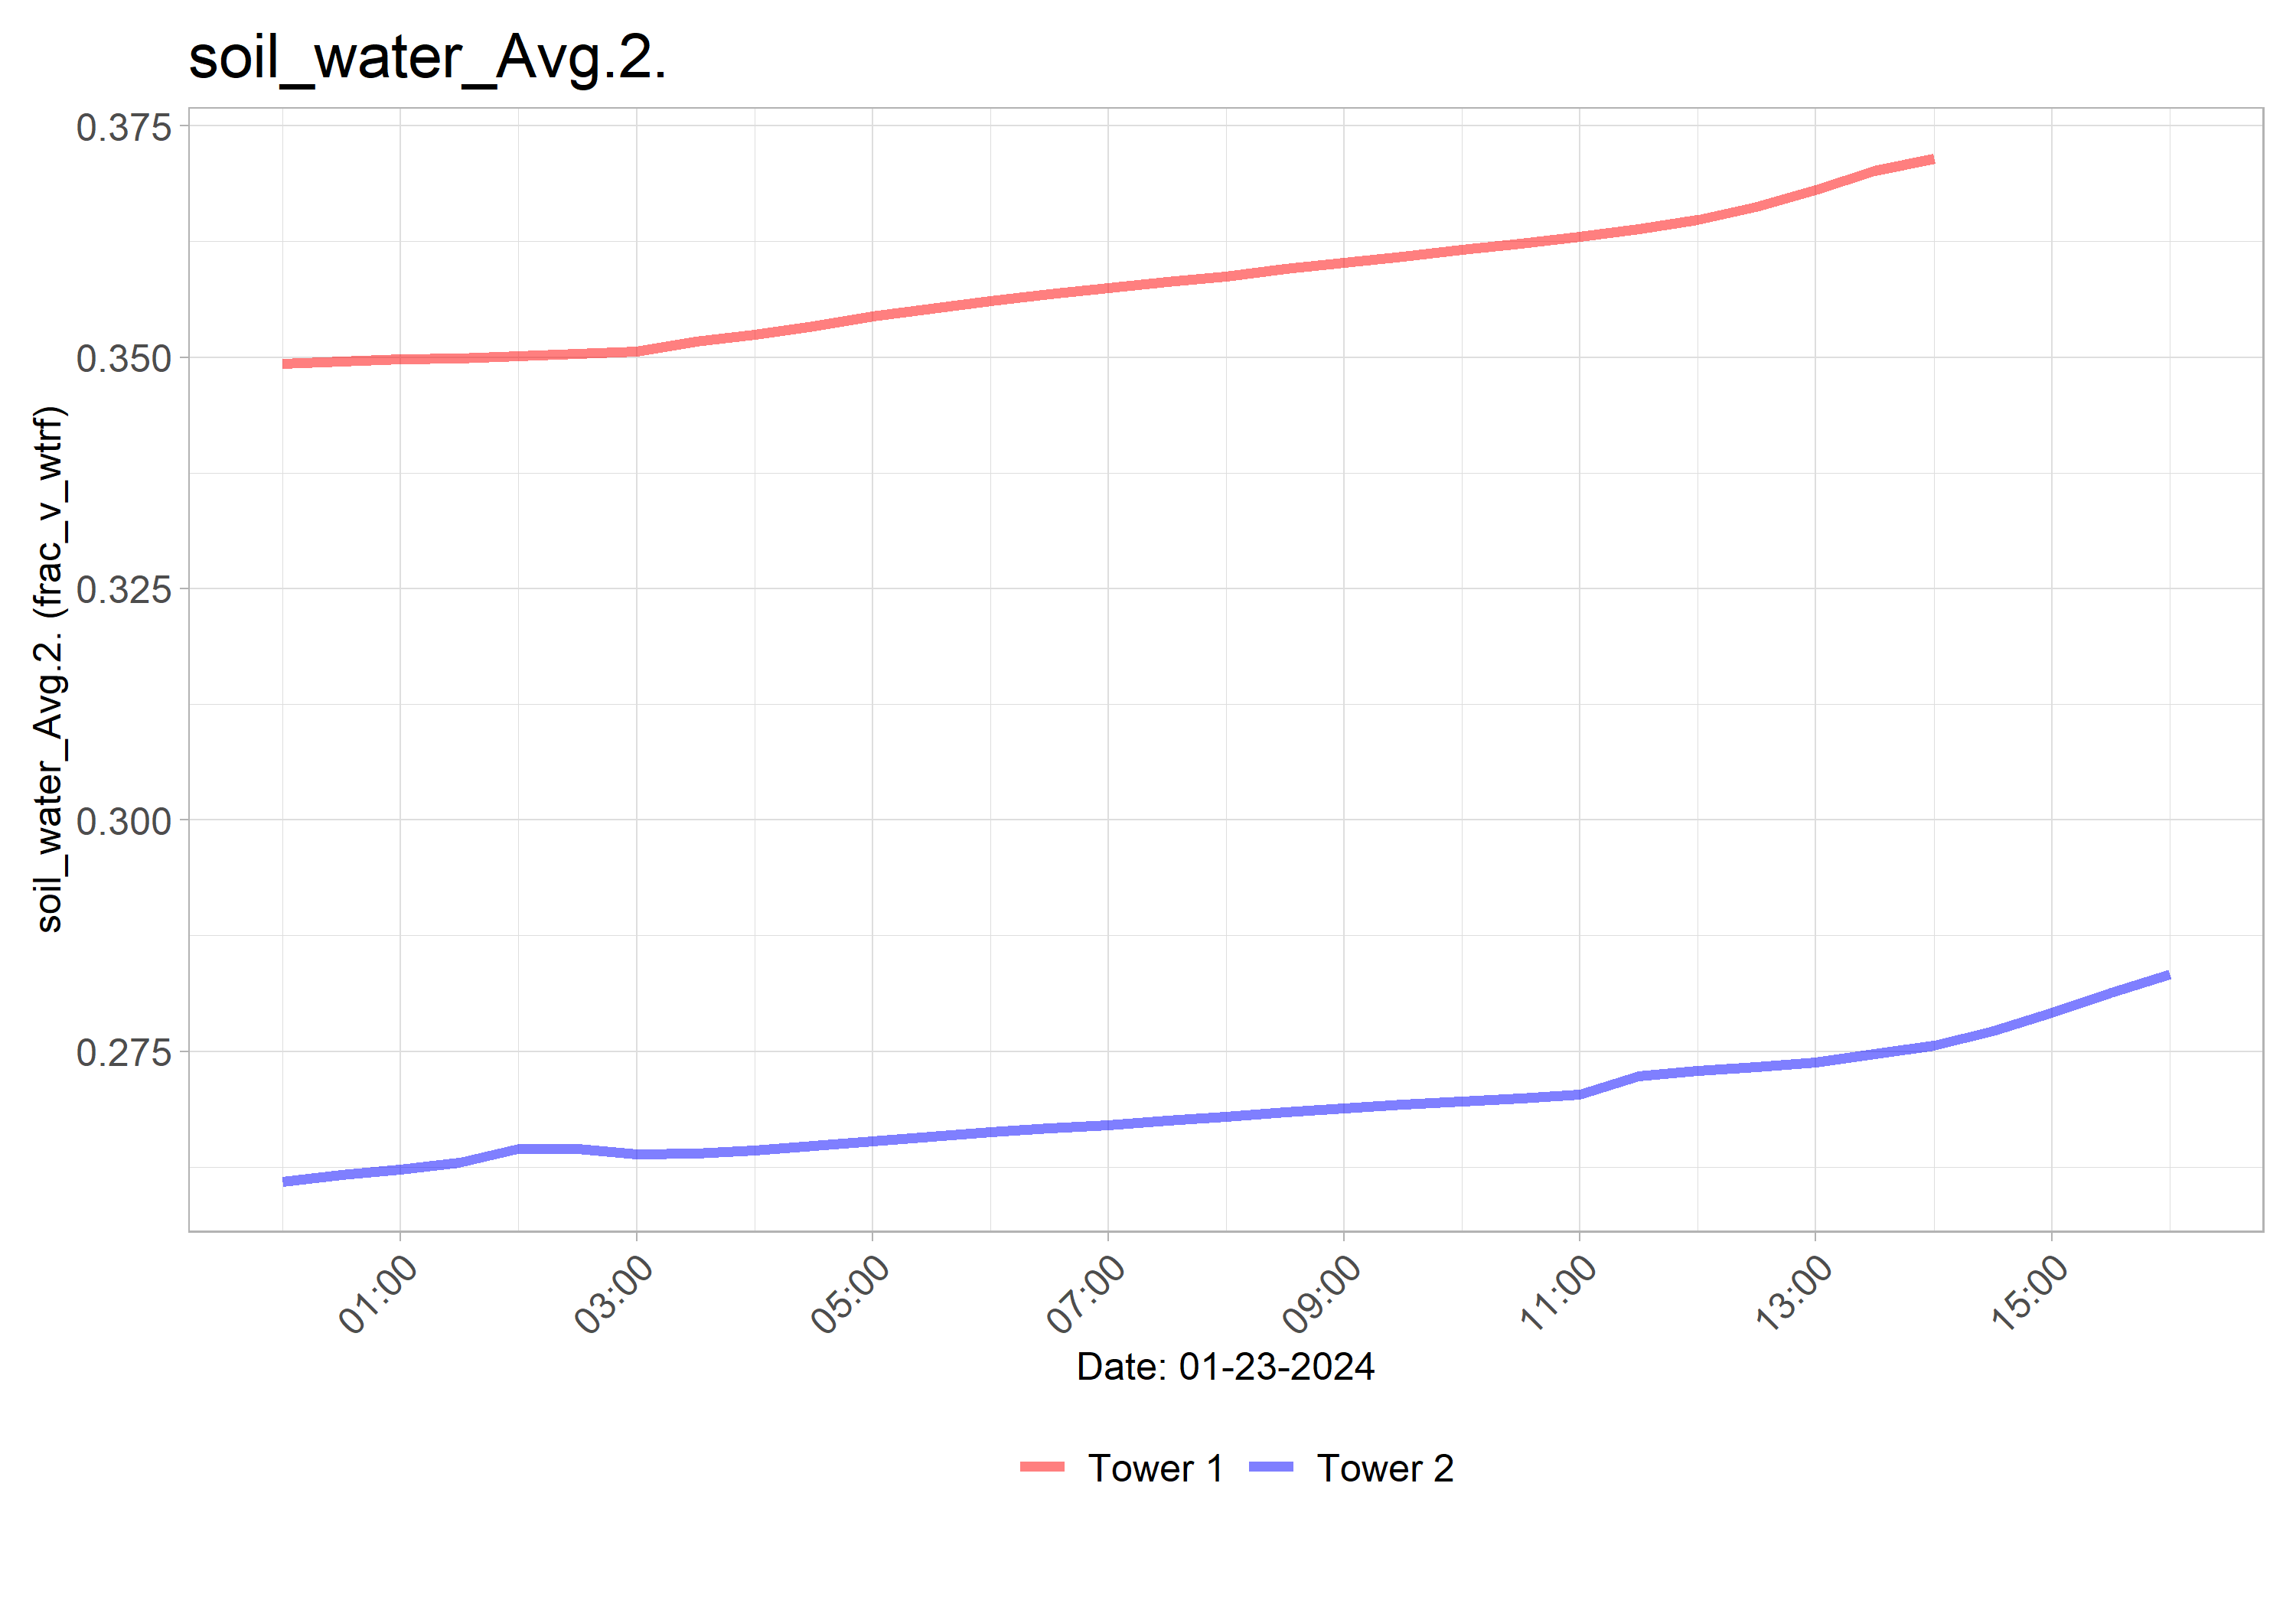 soil_water_Avg.2.
soil_water_Avg.2. (frac_v_wtrf)
0.375
0.350
0.325
0.300
0.275
01:00
03:00
05:00
07:00
09:00
11:00
13:00
15:00
Date: 01-23-2024
Tower 1
Tower 2